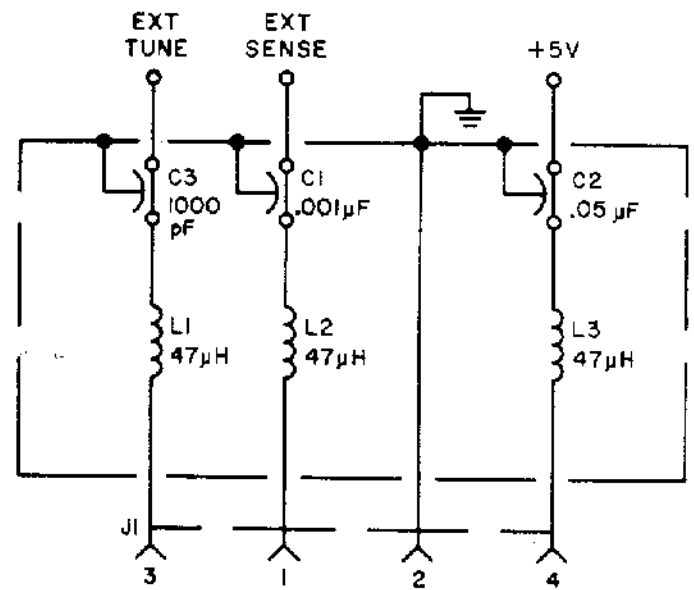 EXT
TUNE
EXT
SENSE
+5V
C3
1000
pF
C1
.001µF
C2
.05 µF
L1
47µH
L2
47µH
L3
47µH
J1
3
1
2
4